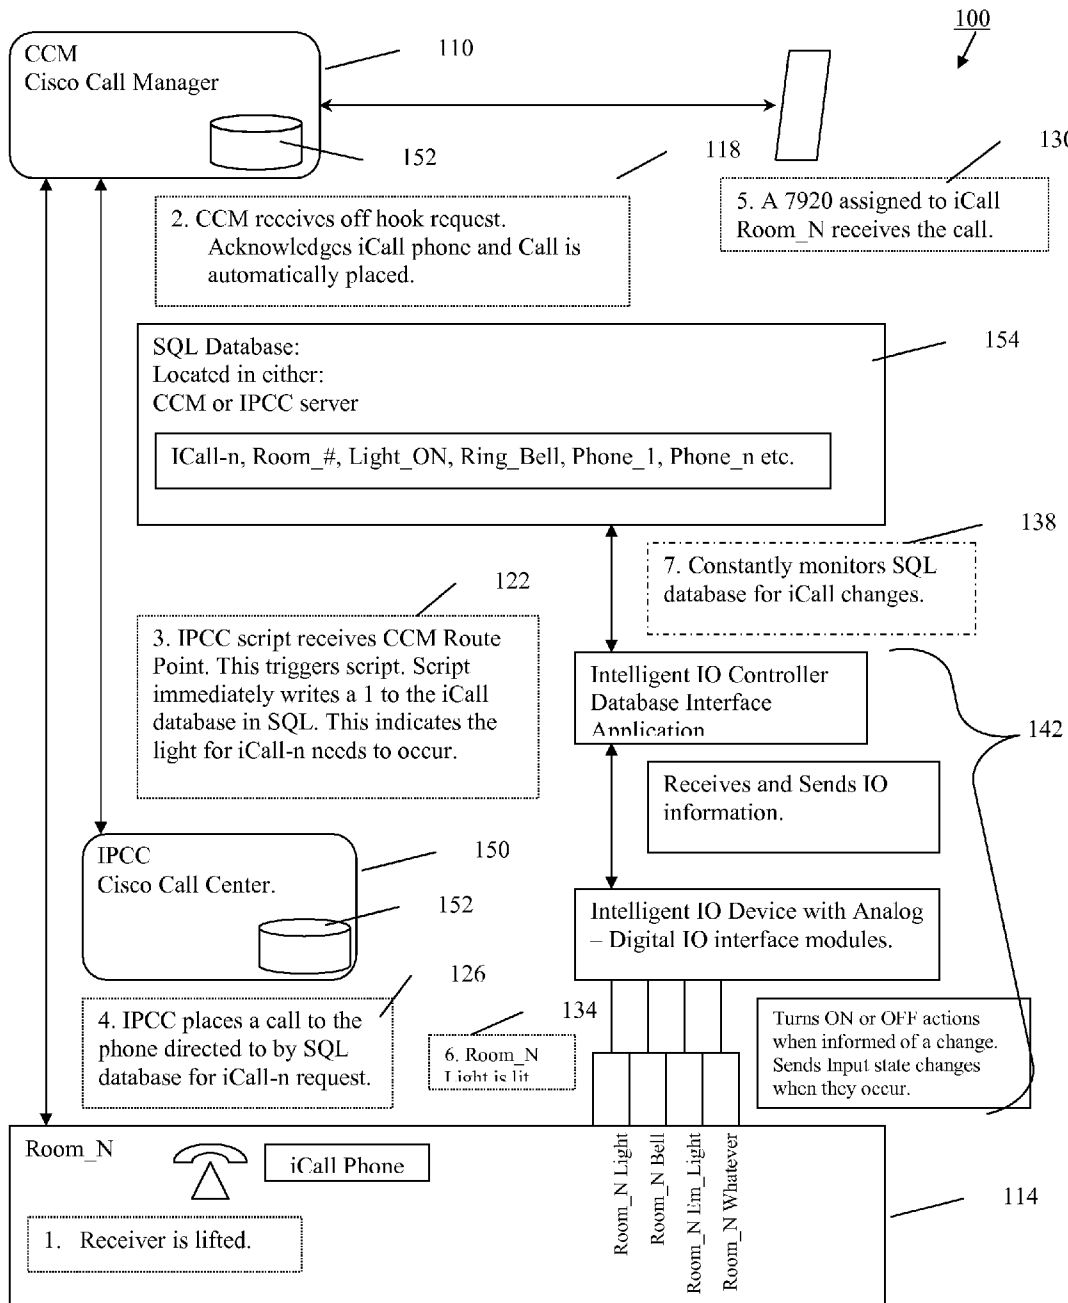 100
CCM
Cisco Call Manager
110
152
118
130
2. CCM receives off hook request.
Acknowledges iCall phone and Call is
automatically placed.
5. A 7920 assigned to iCall
Room_N receives the call.
SQL Database:
Located in either:
CCM or IPCC server
154
ICall-n, Room_#, Light_ON, Ring_Bell, Phone_1, Phone_n etc.
138
7. Constantly monitors SQL
database for iCall changes.
122
3. IPCC script receives CCM Route
Point. This triggers script. Script
immediately writes a 1 to the iCall
database in SQL. This indicates the
light for iCall-n needs to occur.
Intelligent IO Controller
Database Interface
Application
142
Receives and Sends IO
information.
IPCC
Cisco Call Center.
150
152
Intelligent IO Device with Analog
– Digital IO interface modules.
126
4. IPCC places a call to the
phone directed to by SQL
database for iCall-n request.
134
6. Room_N
Light is lit
Turns ON or OFF actions
when informed of a change.
Sends Input state changes
when they occur.
Room_N
iCall Phone
1. Receiver is lifted.
Room_N Light
Room_N Bell
Room_N Em_Light
Room_N Whatever
114